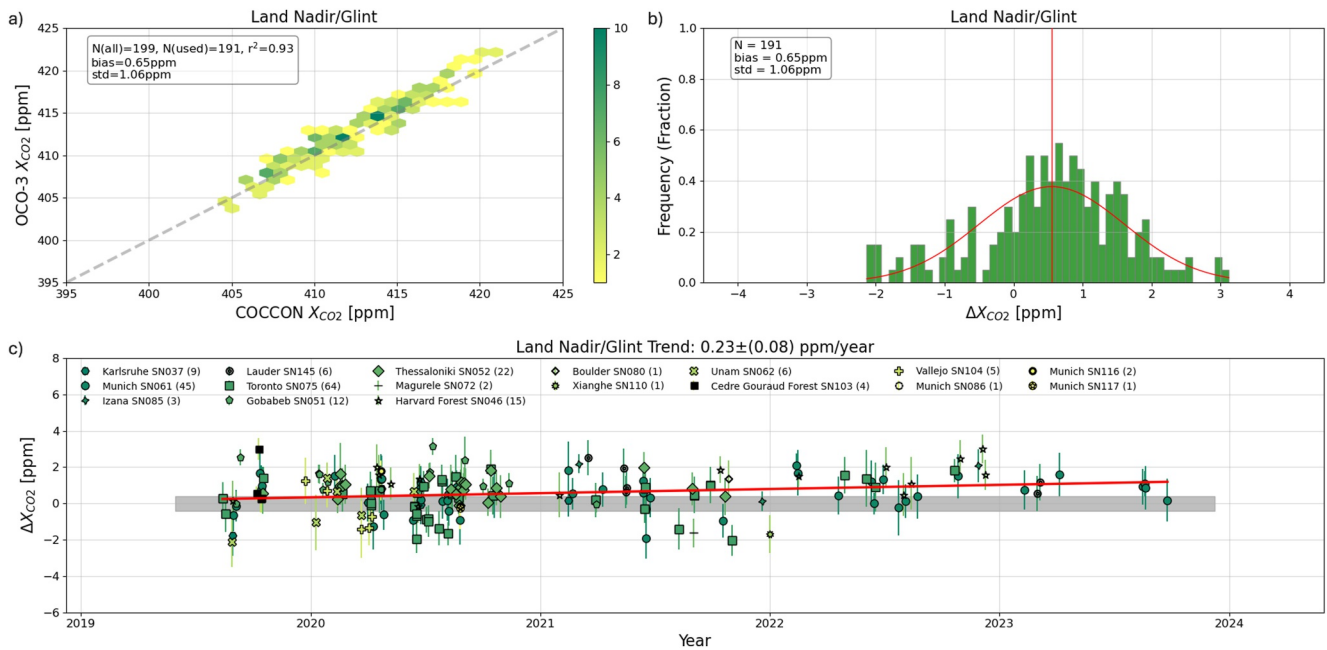 a)
Land Nadir/Glint
425
420
415
410
405
400
395
N(all)=199, N(used)=191, r²=0.93
bias=0.65ppm
std=1.06ppm
OCO-3 X_CO2 [ppm]
395 400 405 410 415 420 425
COCCON X_CO2 [ppm]
10
8
6
4
2
b)
Land Nadir/Glint
1.0
0.8
0.6
0.4
0.2
0.0
N = 191
bias = 0.65ppm
std = 1.06ppm
Frequency (Fraction)
−4 −3 −2 −1 0 1 2 3 4
ΔX_CO2 [ppm]
c)
Land Nadir/Glint Trend: 0.23±(0.08) ppm/year
8
6
4
2
0
−2
−4
−6
ΔX_CO2 [ppm]
Karlsruhe SN037 (9)
Munich SN061 (45)
Izana SN085 (3)
Lauder SN145 (6)
Toronto SN075 (64)
Gobabeb SN051 (12)
Thessaloniki SN052 (22)
Magurele SN072 (2)
Harvard Forest SN046 (15)
Boulder SN080 (1)
Xianghe SN110 (1)
Unam SN062 (6)
Cedre Gouraud Forest SN103 (4)
Vallejo SN104 (5)
Munich SN086 (1)
Munich SN116 (2)
Munich SN117 (1)
2019 2020 2021 2022 2023 2024
Year